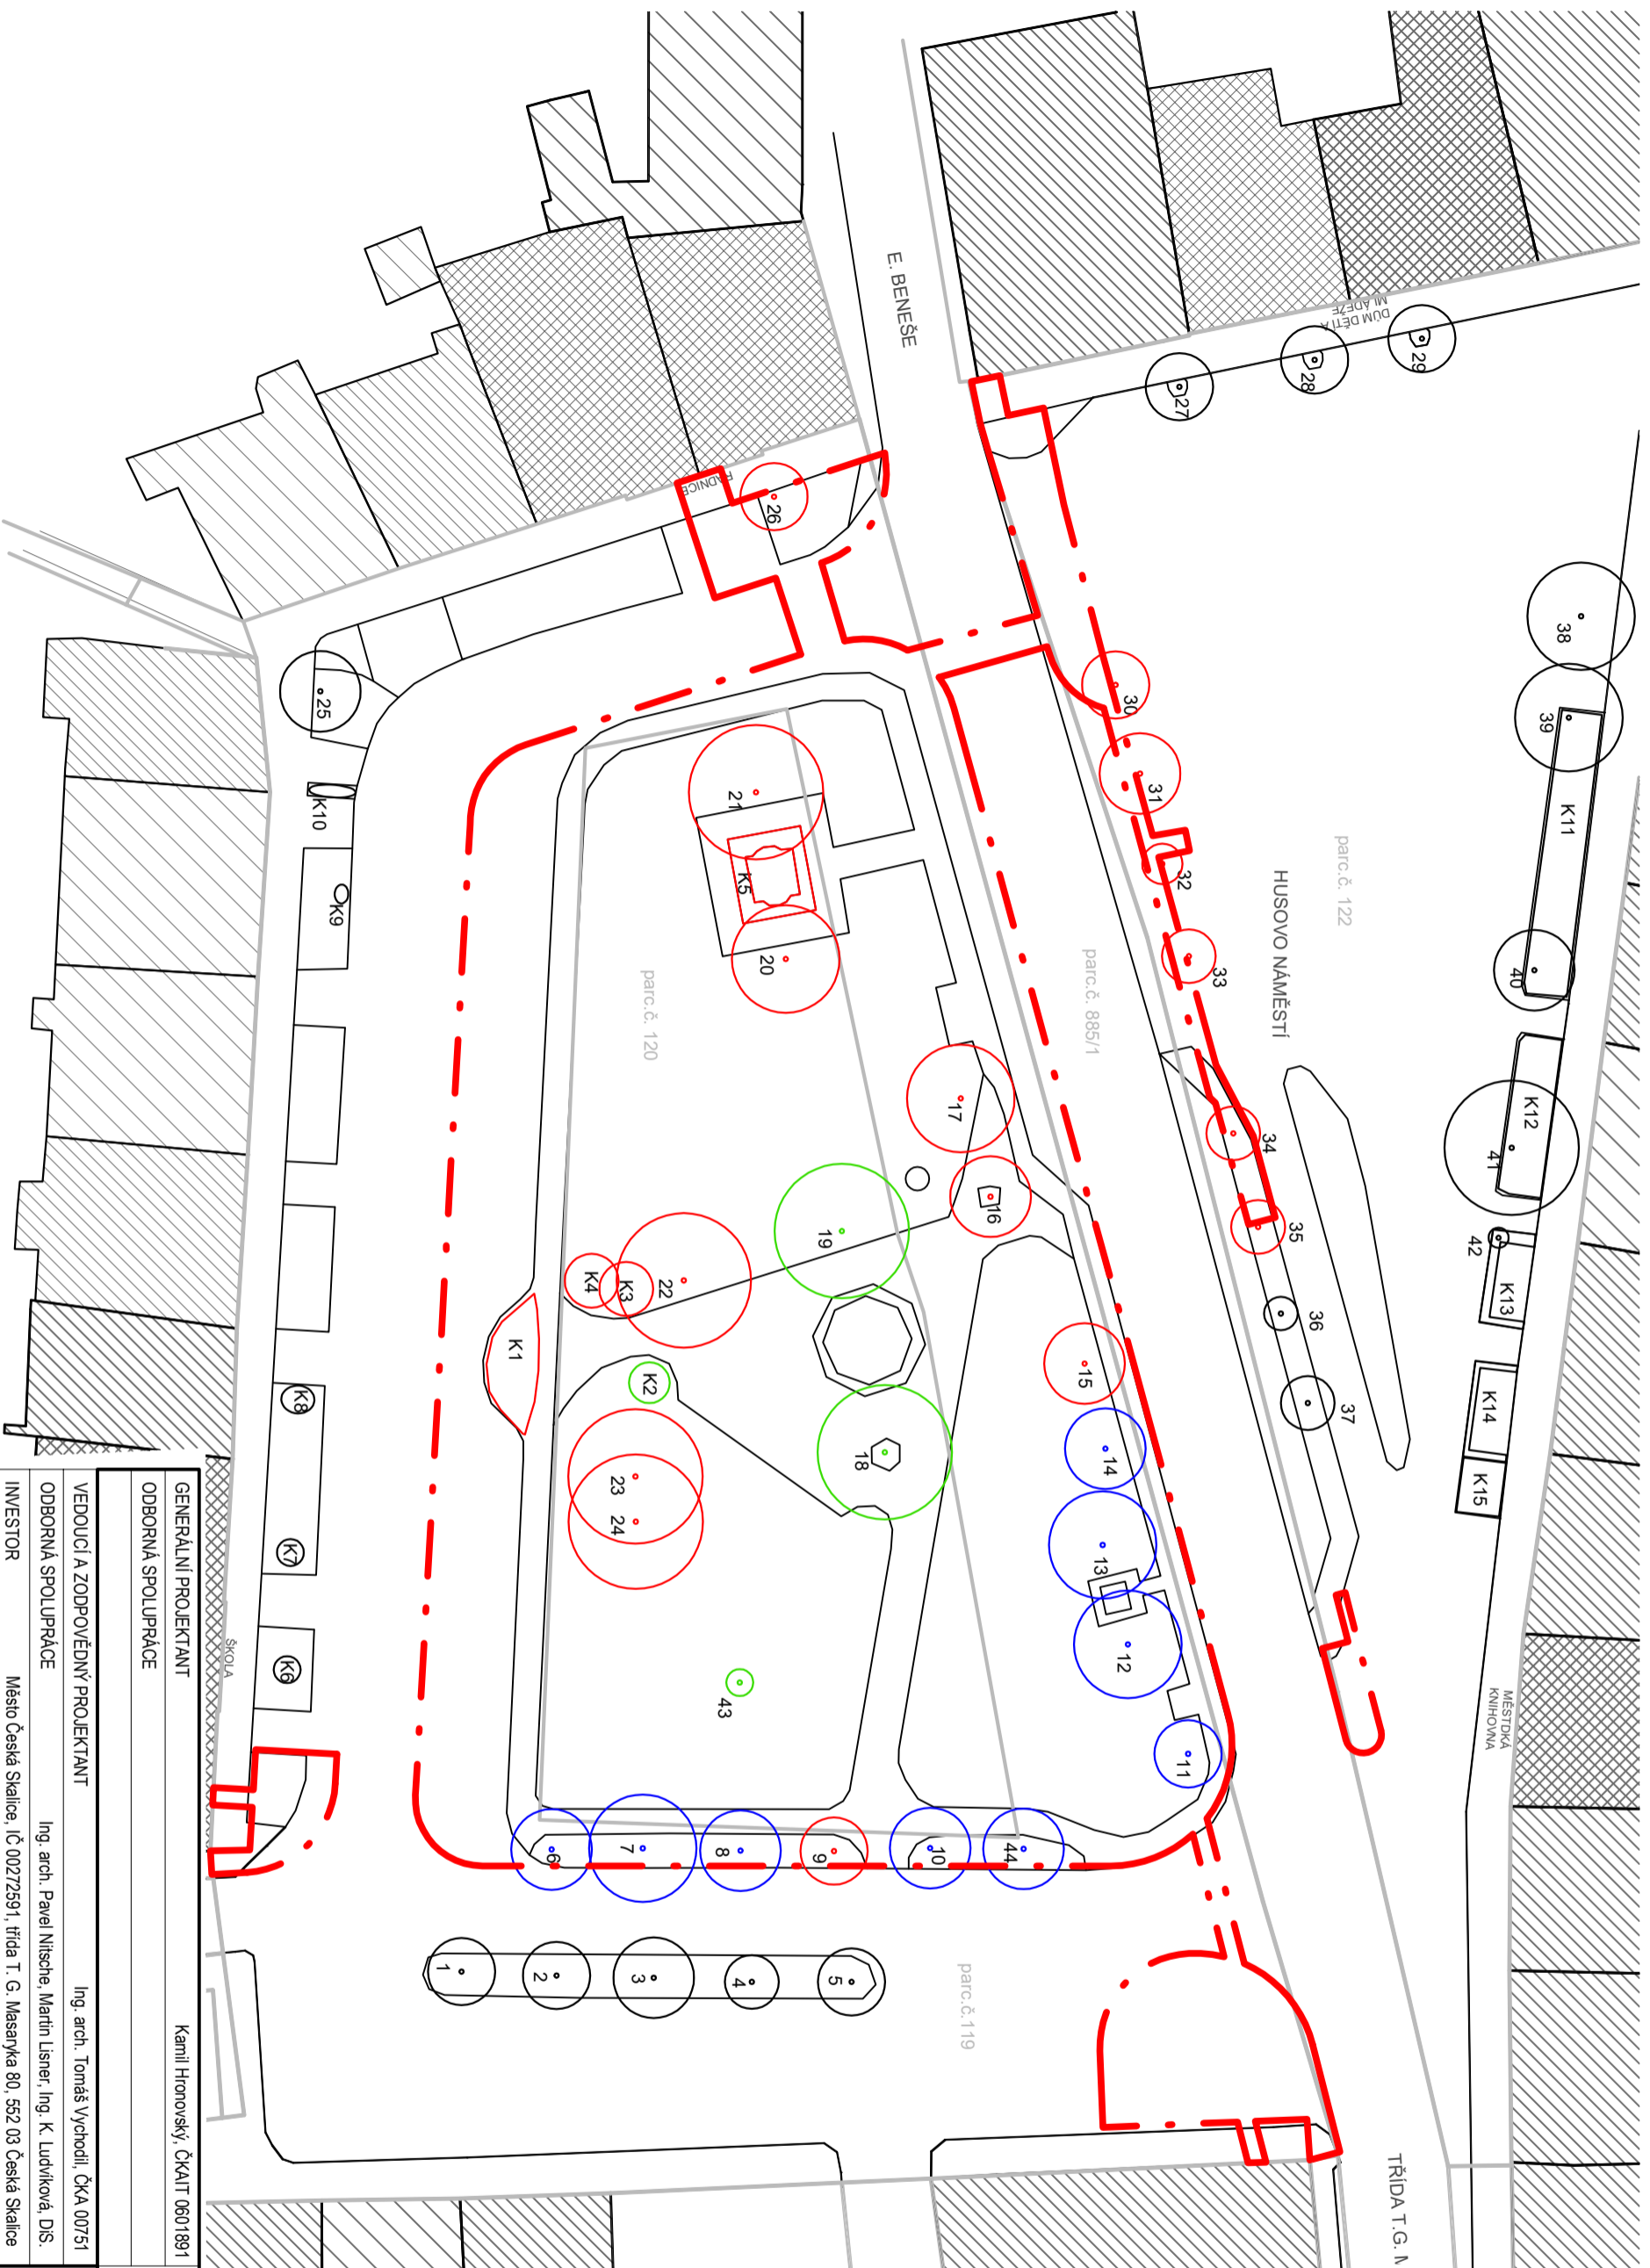 E. BENEŠE
DŮM DĚTÍ A
MLÁDEŽE
RADNICE
HUSOVO NÁMĚSTÍ
parc.č. 122
parc.č. 885/1
parc.č. 120
parc.č.119
MĚSTDKÁ
KNIHOVNA
TŘÍDA T.G. M
ŠKOLA
1
2
3
4
5
6
7
8
9
10
11
12
13
14
15
16
17
18
19
20
21
22
23
24
25
26
27
28
29
30
31
32
33
34
35
36
37
38
39
40
41
42
43
44
K1
K2
K3
K4
K5
K6
K7
K8
K9
K10
K11
K12
K13
K14
K15
GENERÁLNÍ PROJEKTANT Kamil Hronovský, ČKAIT 0601891
ODBORNÁ SPOLUPRÁCE
VEDOUCÍ A ZODPOVĚDNÝ PROJEKTANT Ing. arch. Tomáš Vychodil, ČKA 00751
ODBORNÁ SPOLUPRÁCE Ing. arch. Pavel Nitsche, Martin Lisner, Ing. K. Ludvíková, DiS.
INVESTOR Město Česká Skalice, IČ 00272591, třída T. G. Masaryka 80, 552 03 Česká Skalice